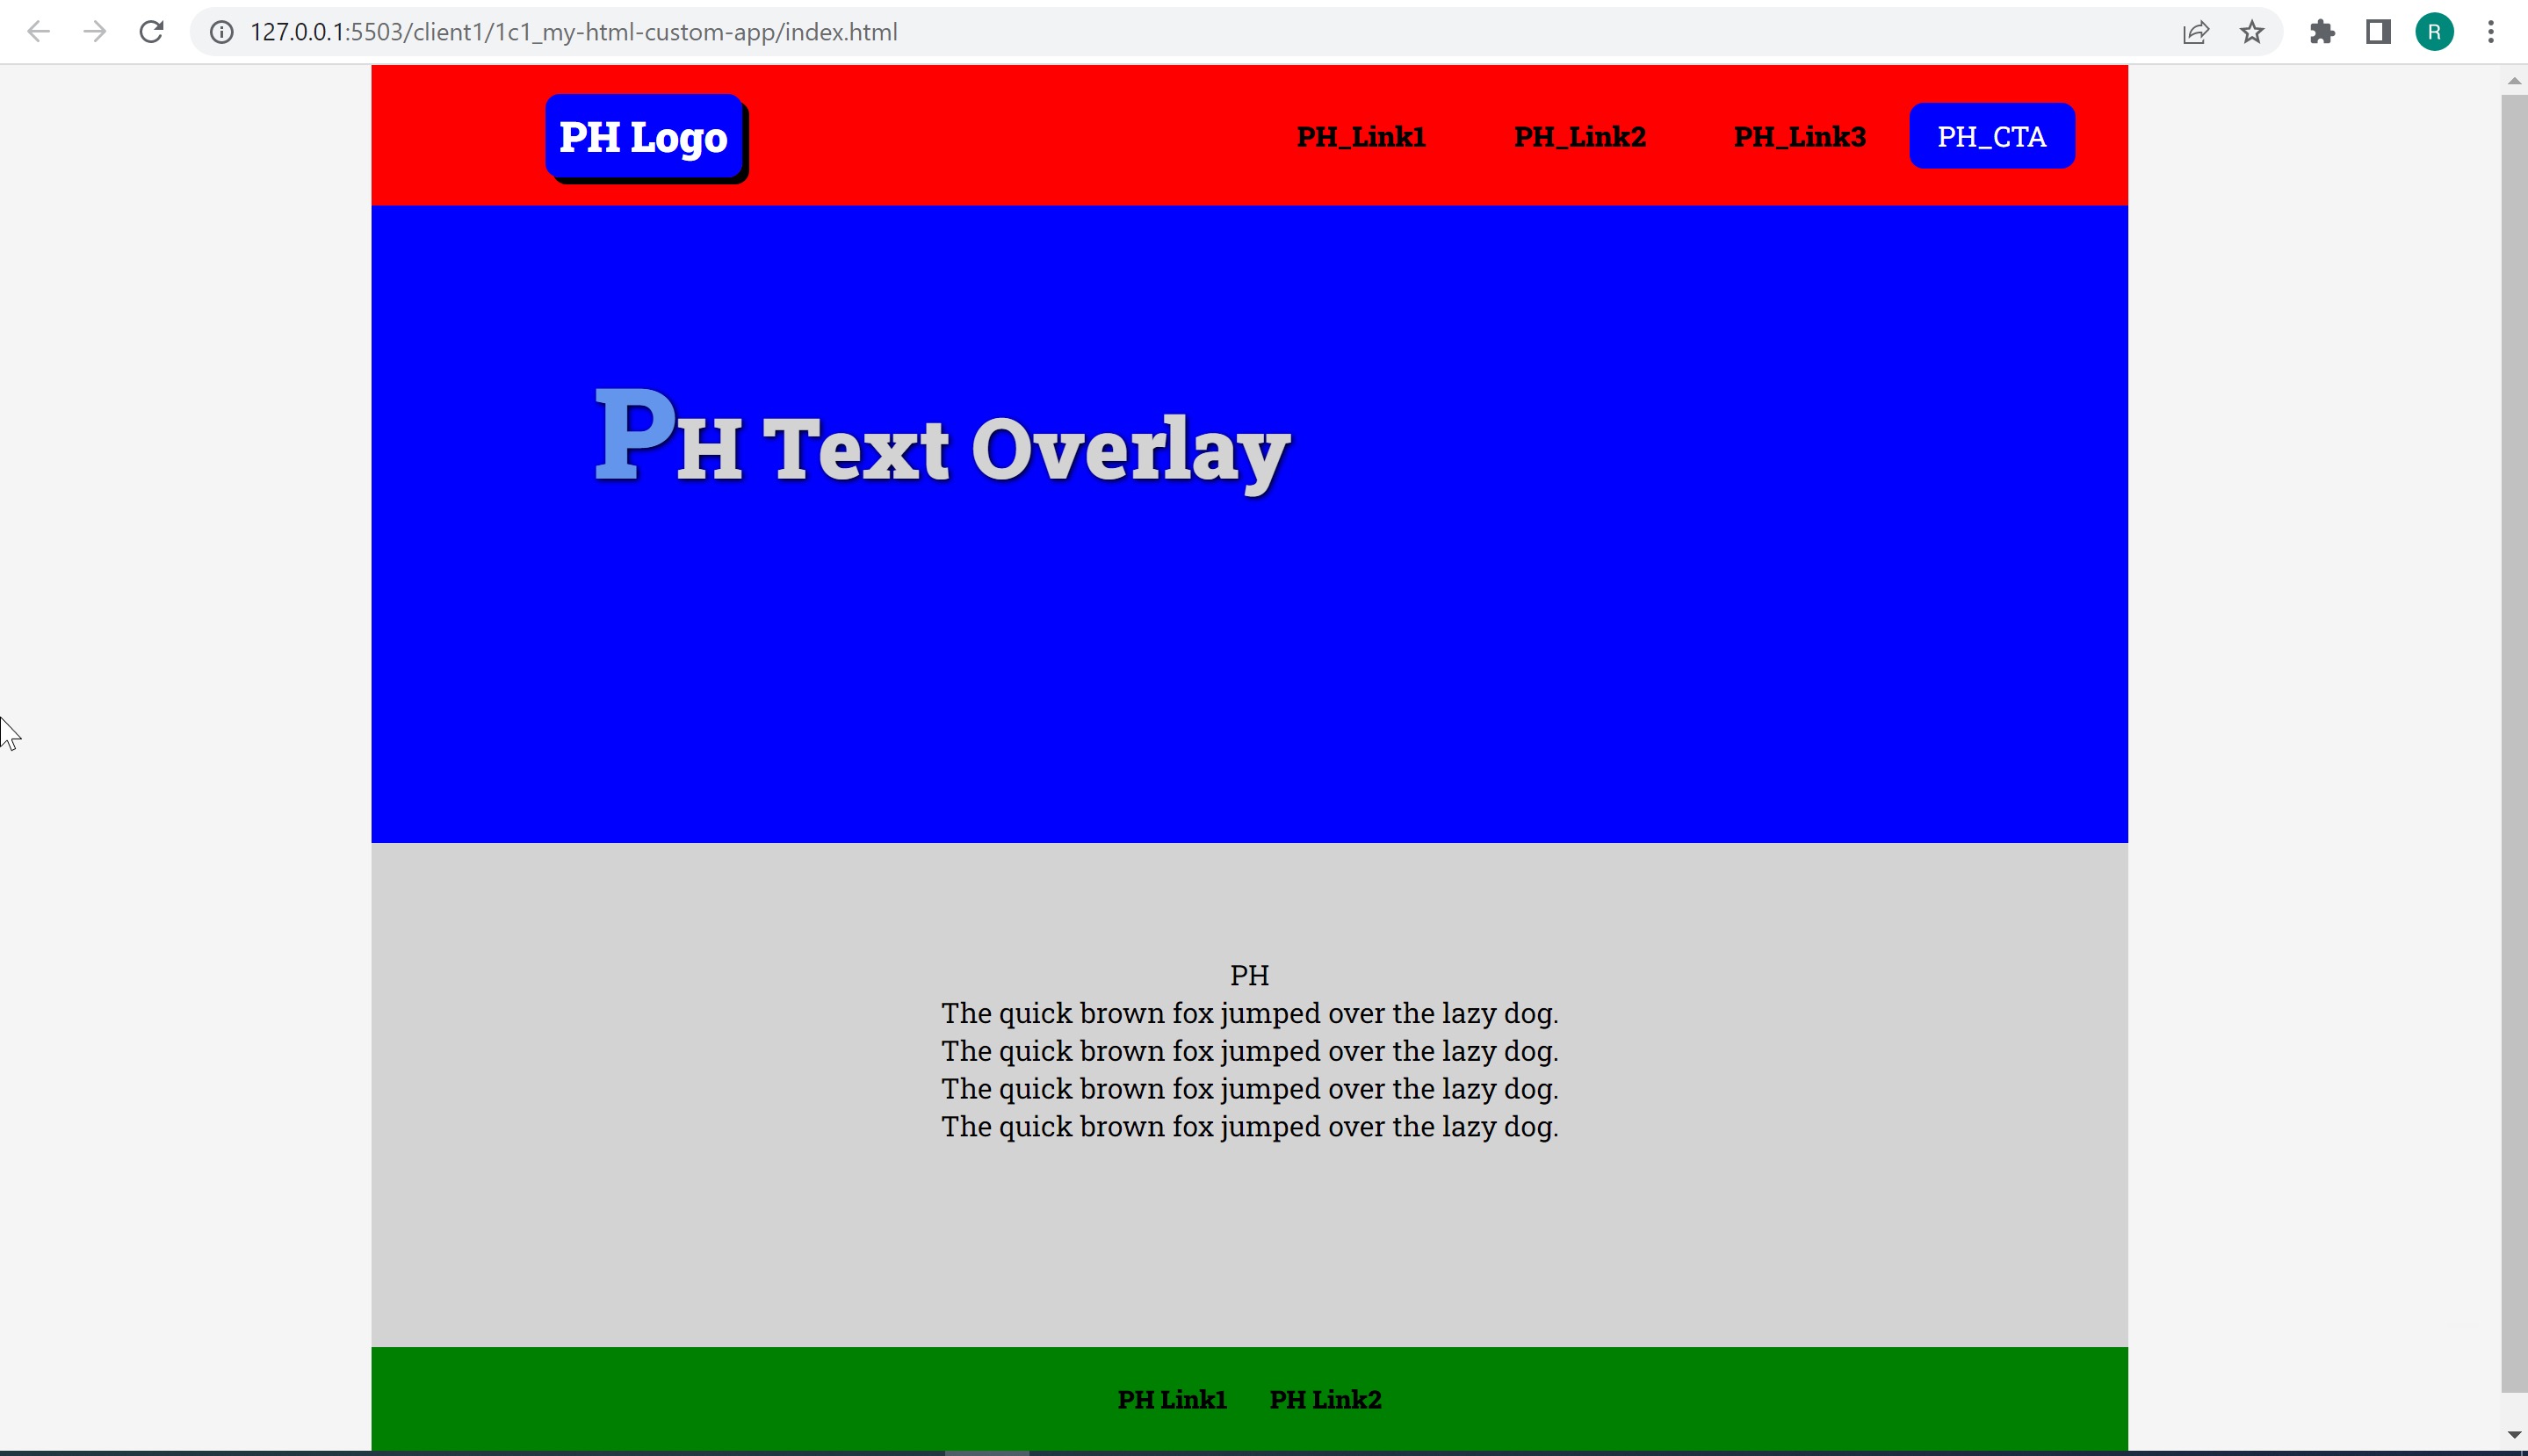 127.0.0.1:5503/client1/1c1_my-html-custom-app/index.html
R
PH Logo
PH_Link1
PH_Link2
PH_Link3
PH_CTA
PH Text Overlay
PH
The quick brown fox jumped over the lazy dog.
The quick brown fox jumped over the lazy dog.
The quick brown fox jumped over the lazy dog.
The quick brown fox jumped over the lazy dog.
PH Link1
PH Link2